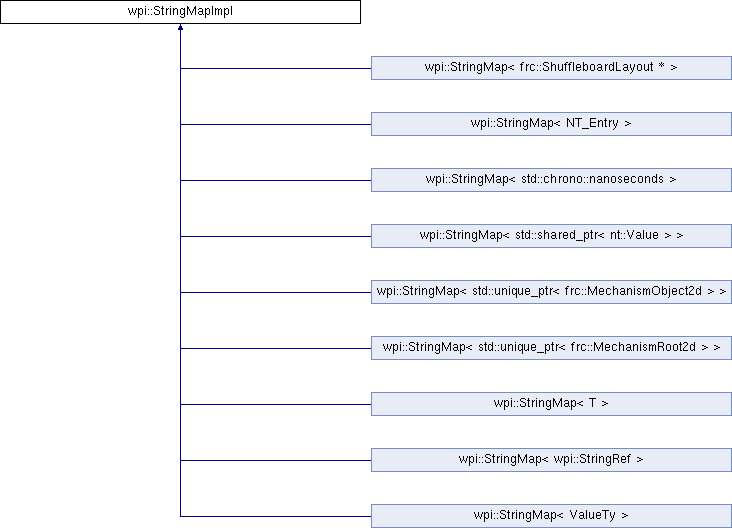 wpi::StringMapImpl
wpi::StringMap< frc::ShuffleboardLayout * >
wpi::StringMap< NT_Entry >
wpi::StringMap< std::chrono::nanoseconds >
wpi::StringMap< std::shared_ptr< nt::Value > >
wpi::StringMap< std::unique_ptr< frc::MechanismObject2d > >
wpi::StringMap< std::unique_ptr< frc::MechanismRoot2d > >
wpi::StringMap< T >
wpi::StringMap< wpi::StringRef >
wpi::StringMap< ValueTy >